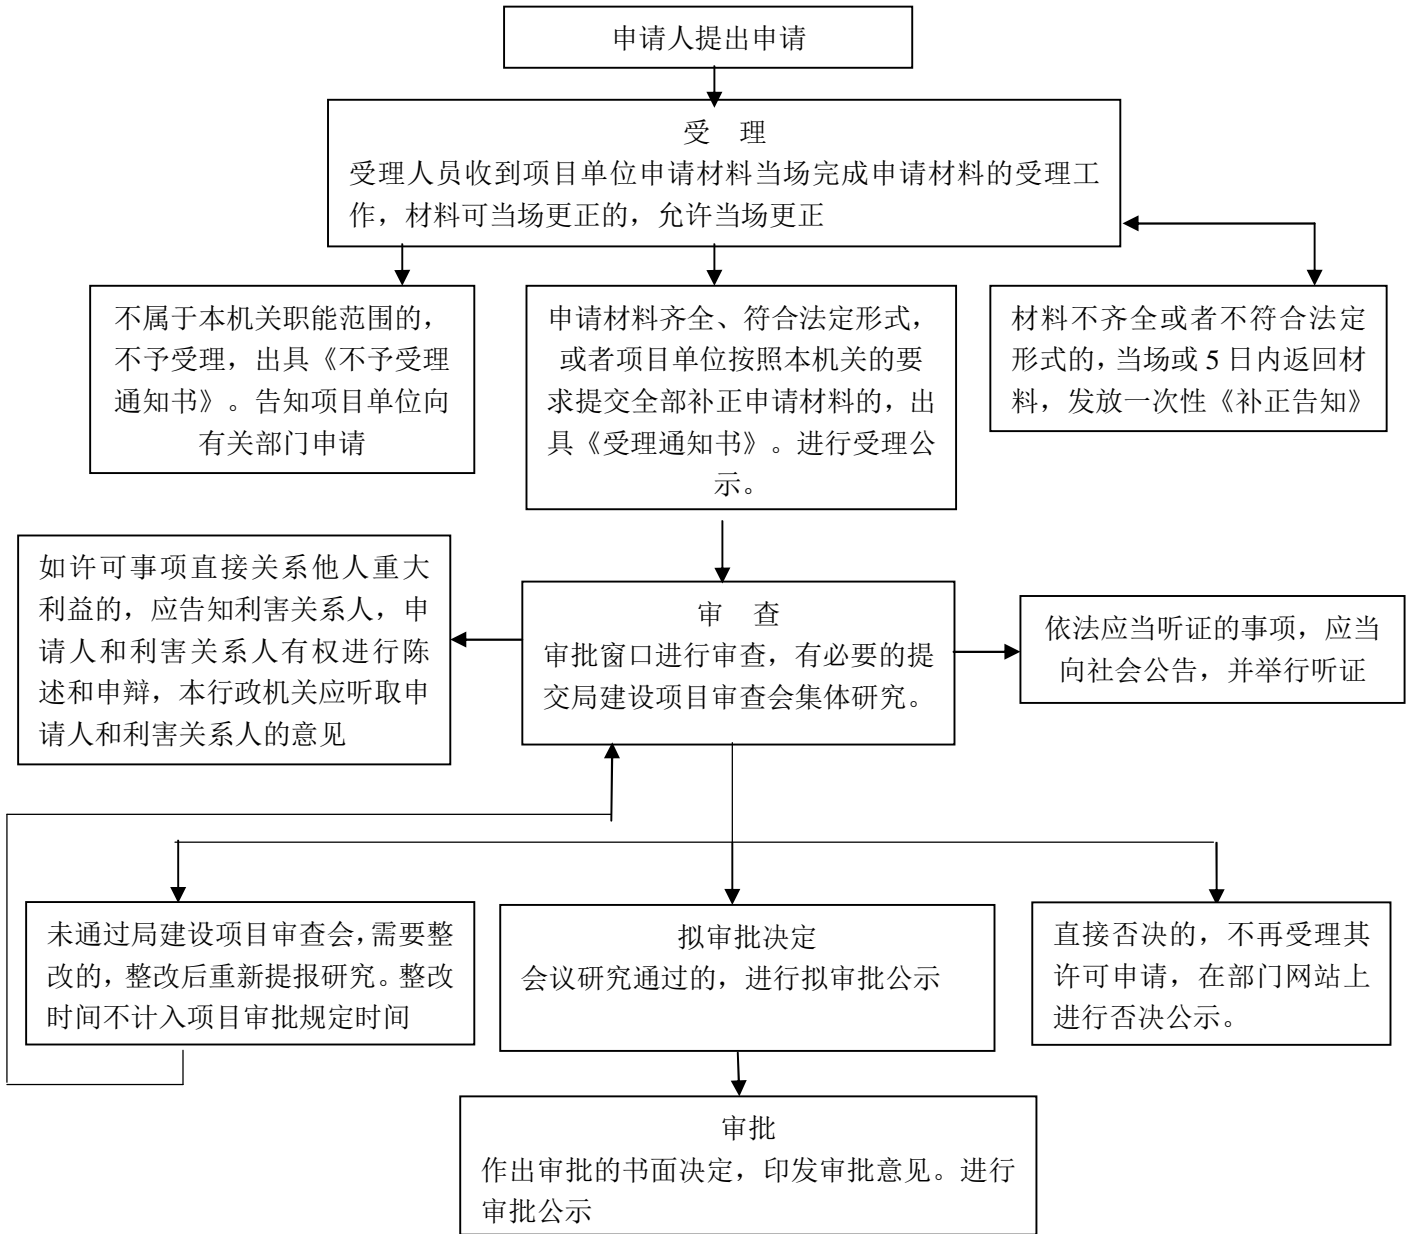 申请人提出申请
受 理
受理人员收到项目单位申请材料当场完成申请材料的受理工
作，材料可当场更正的，允许当场更正
不属于本机关职能范围的，
不予受理，出具《不予受理
通知书》。告知项目单位向
有关部门申请
申请材料齐全、符合法定形式，
或者项目单位按照本机关的要
求提交全部补正申请材料的，出
具《受理通知书》。进行受理公
示。
材料不齐全或者不符合法定
形式的，当场或 5 日内返回材
料，发放一次性《补正告知》
如许可事项直接关系他人重大
利益的，应告知利害关系人，申
请人和利害关系人有权进行陈
述和申辩，本行政机关应听取申
请人和利害关系人的意见
审 查
审批窗口进行审查，有必要的提
交局建设项目审查会集体研究。
依法应当听证的事项，应当
向社会公告，并举行听证
未通过局建设项目审查会，需要整
改的，整改后重新提报研究。整改
时间不计入项目审批规定时间
拟审批决定
会议研究通过的，进行拟审批公示
直接否决的，不再受理其
许可申请，在部门网站上
进行否决公示。
审批
作出审批的书面决定，印发审批意见。进行
审批公示